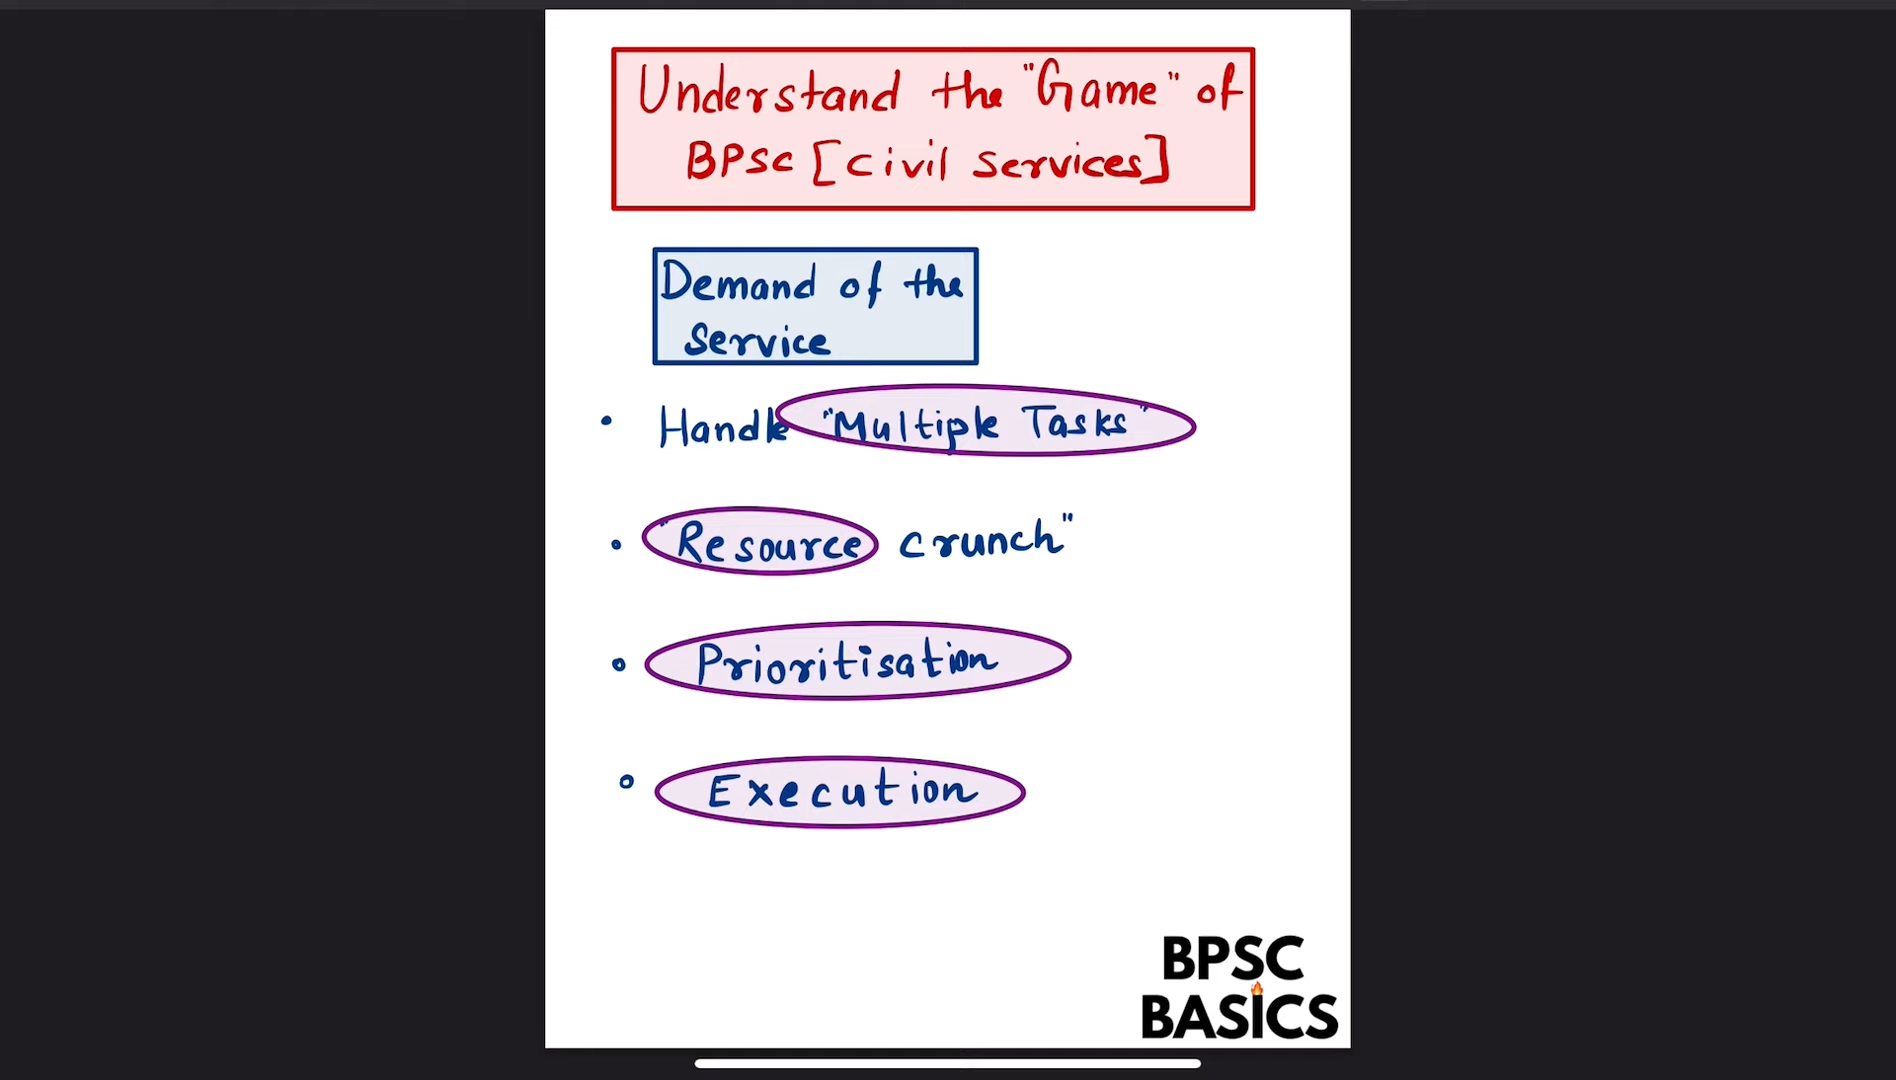 Understand the "Game" of
BPSC [Civil Services]
Demand of the
Service
• Handle "Multiple Tasks"
• "Resource crunch"
• Prioritisation
• Execution
BPSC
BASICS